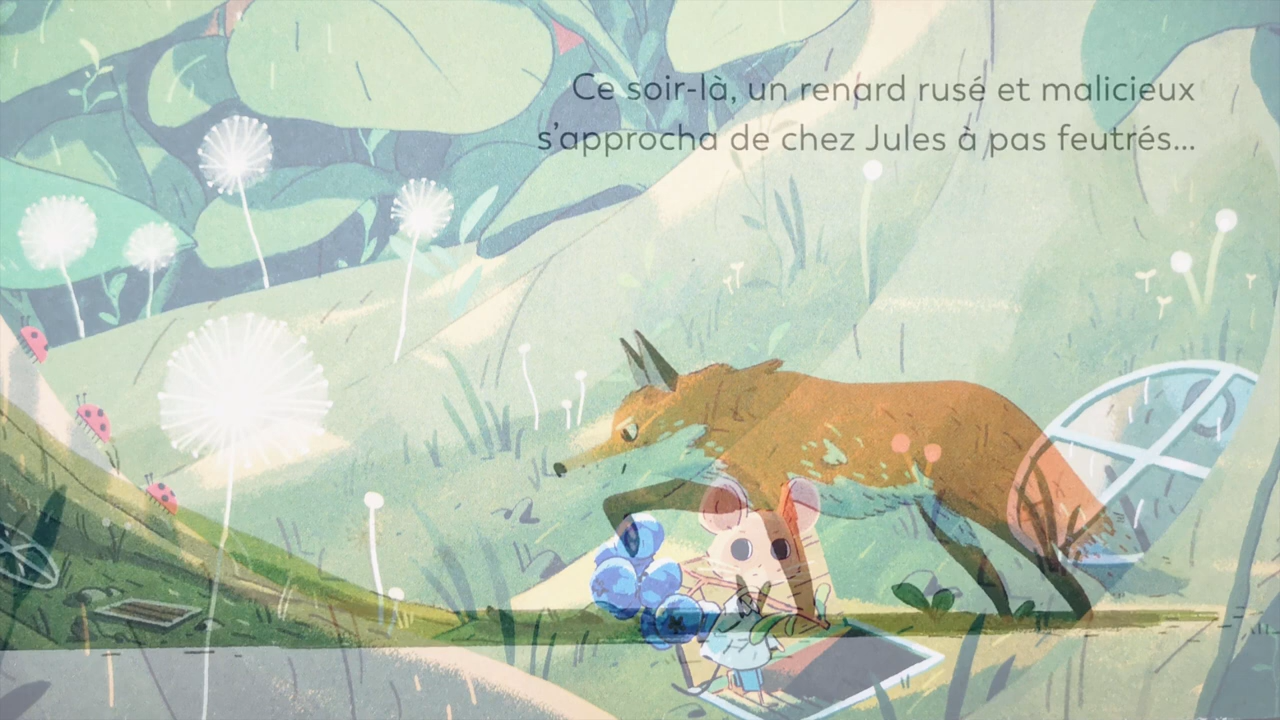 Ce soir-là, un renard rusé et malicieux
s’approcha de chez Jules à pas feutrés...